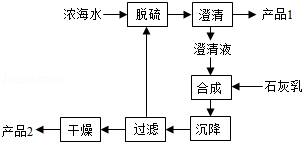 浓海水 脱硫 澄清 产品1
澄清液
合成 石灰乳
产品2 干燥 过滤 沉降